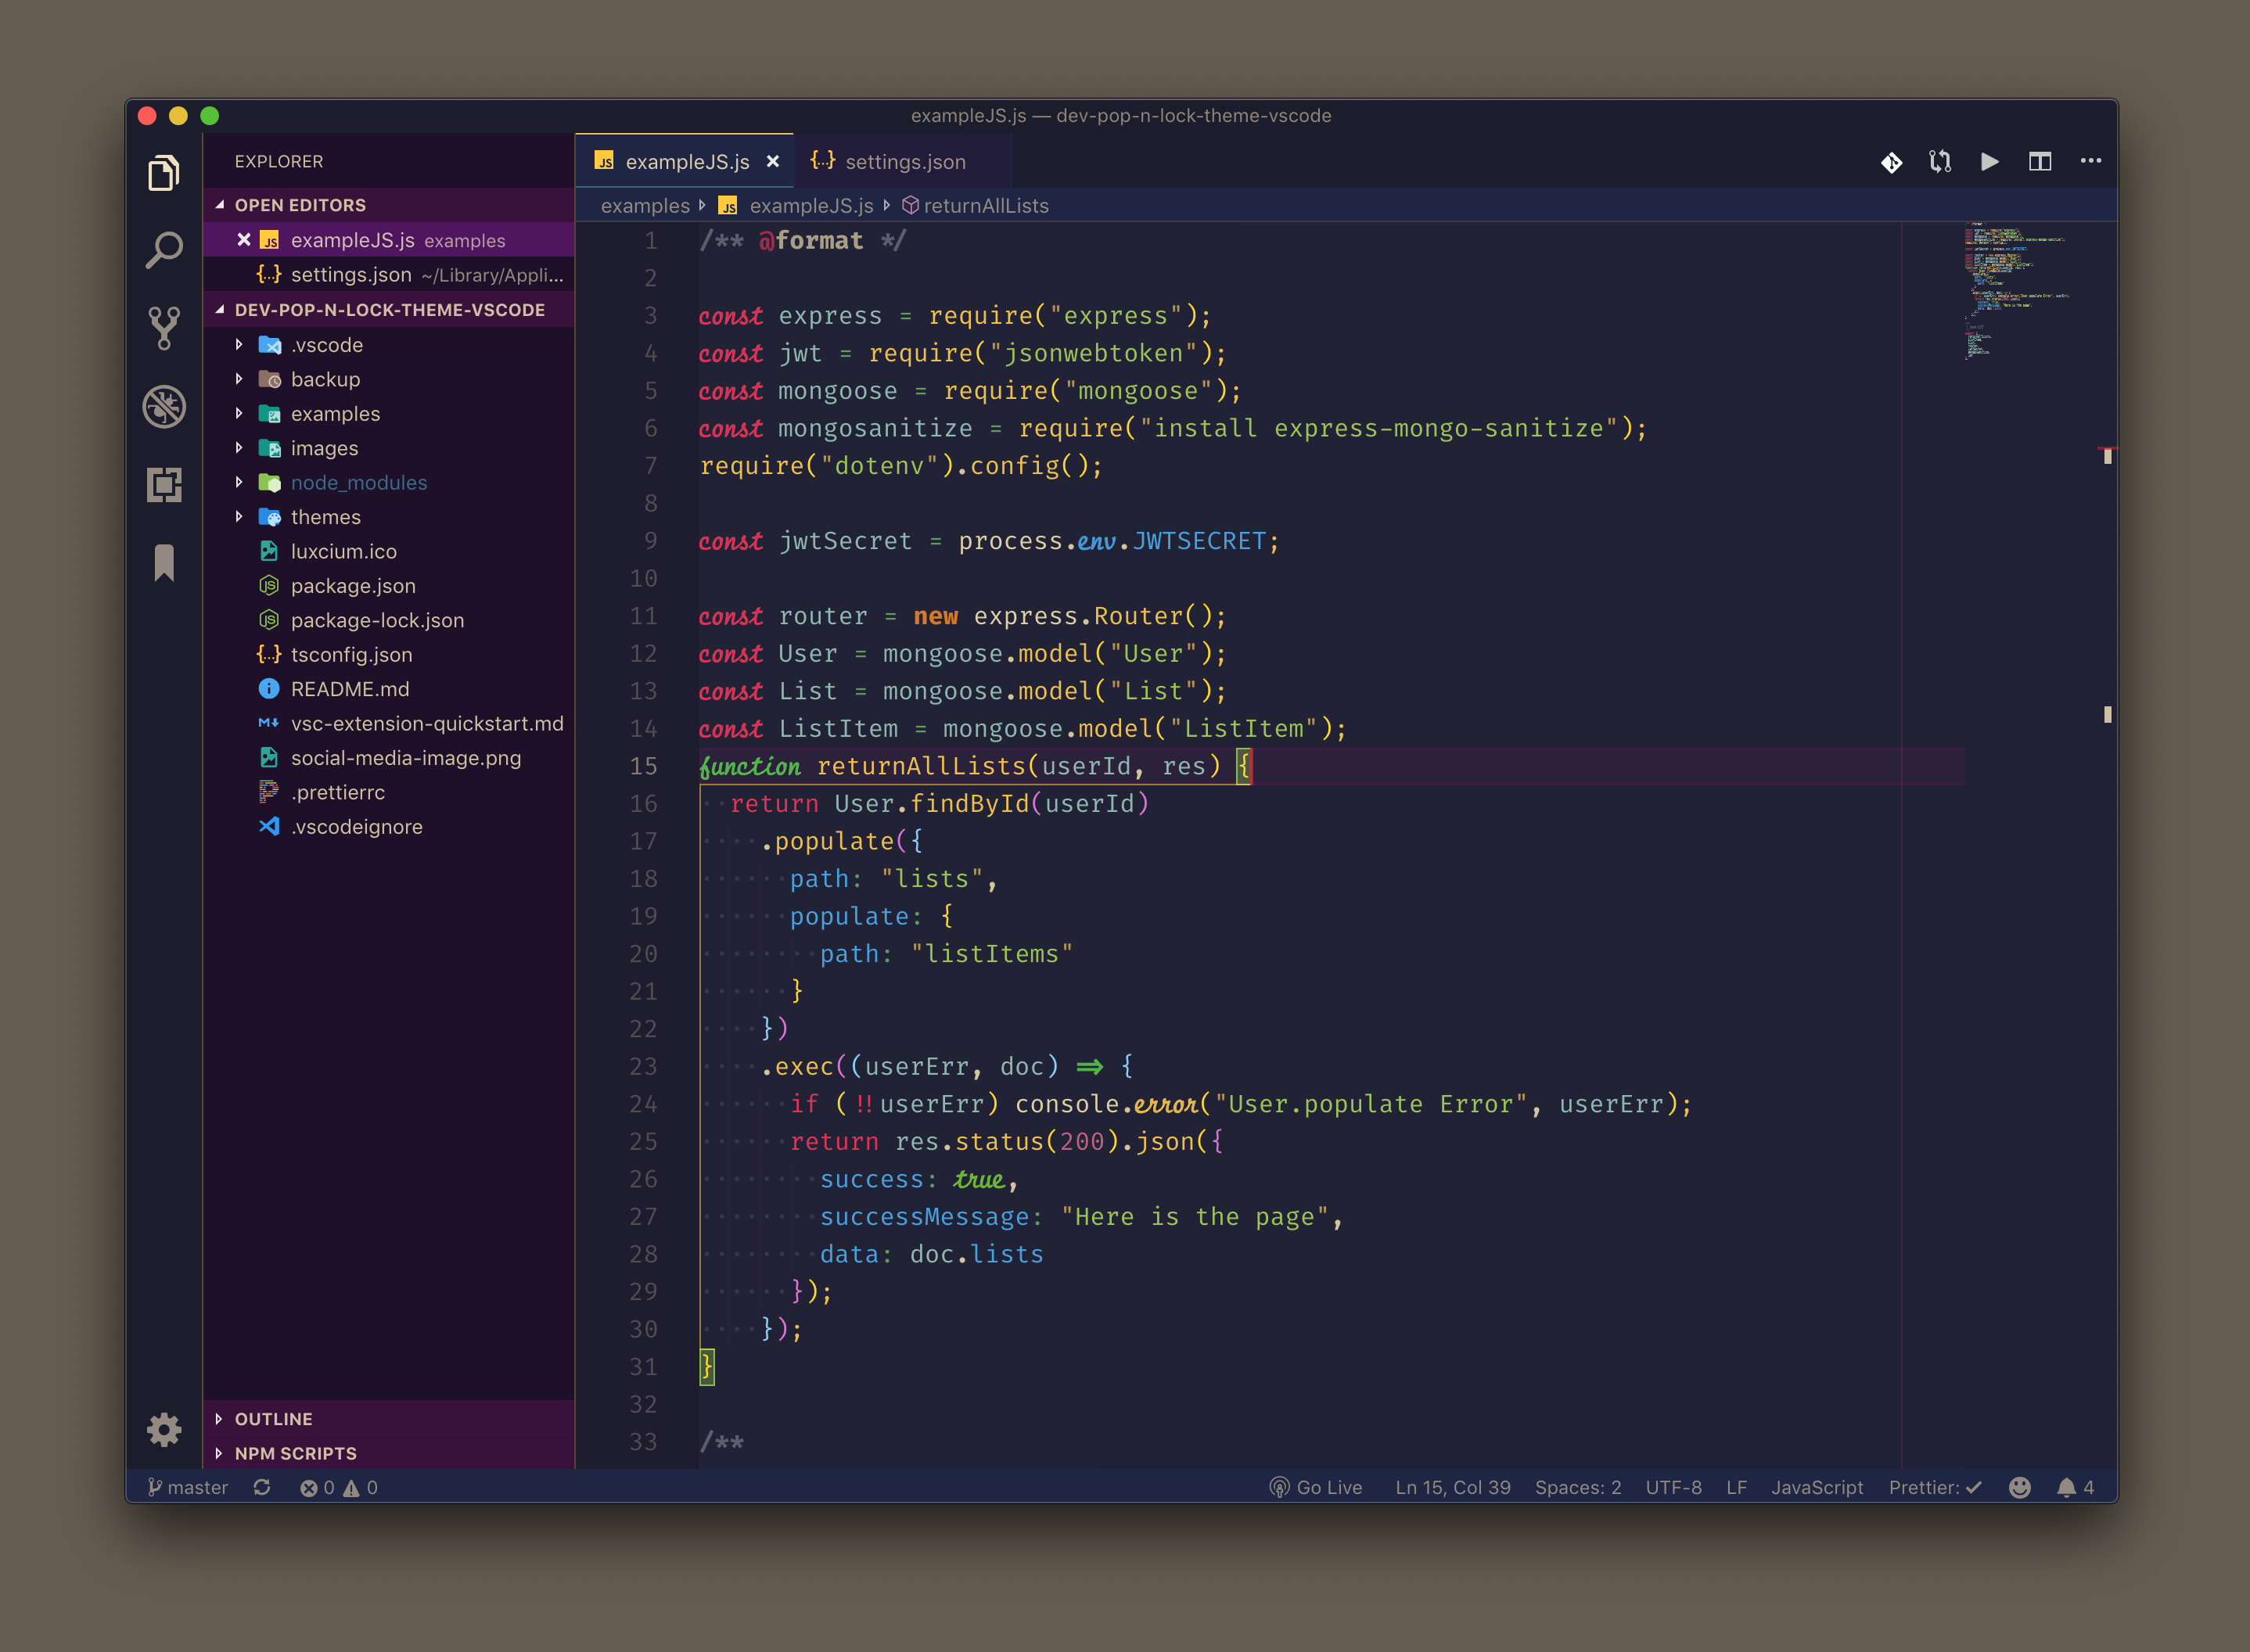 exampleJS.js — dev-pop-n-lock-theme-vscode
EXPLORER
OPEN EDITORS
exampleJS.js examples
settings.json ~/Library/Appli...
DEV-POP-N-LOCK-THEME-VSCODE
.vscode
backup
examples
images
node_modules
themes
luxcium.ico
package.json
package-lock.json
tsconfig.json
README.md
vsc-extension-quickstart.md
social-media-image.png
.prettierrc
.vscodeignore
OUTLINE
NPM SCRIPTS
JS exampleJS.js
{..} settings.json
examples JS exampleJS.js returnAllLists
1 /** @format */
2
3 const express = require("express");
4 const jwt = require("jsonwebtoken");
5 const mongoose = require("mongoose");
6 const mongosanitize = require("install express-mongo-sanitize");
7 require("dotenv").config();
8
9 const jwtSecret = process.env.JWTSECRET;
10
11 const router = new express.Router();
12 const User = mongoose.model("User");
13 const List = mongoose.model("List");
14 const ListItem = mongoose.model("ListItem");
15 function returnAllLists(userId, res) {
16 return User.findById(userId)
17 .populate({
18 path: "lists",
19 populate: {
20 path: "listItems"
21 }
22 })
23 .exec((userErr, doc) => {
24 if (!!userErr) console.error("User.populate Error", userErr);
25 return res.status(200).json({
26 success: true,
27 successMessage: "Here is the page",
28 data: doc.lists
29 });
30 });
31 }
32
33 /**
master 0 0 Go Live Ln 15, Col 39 Spaces: 2 UTF-8 LF JavaScript Prettier: ✓ 4